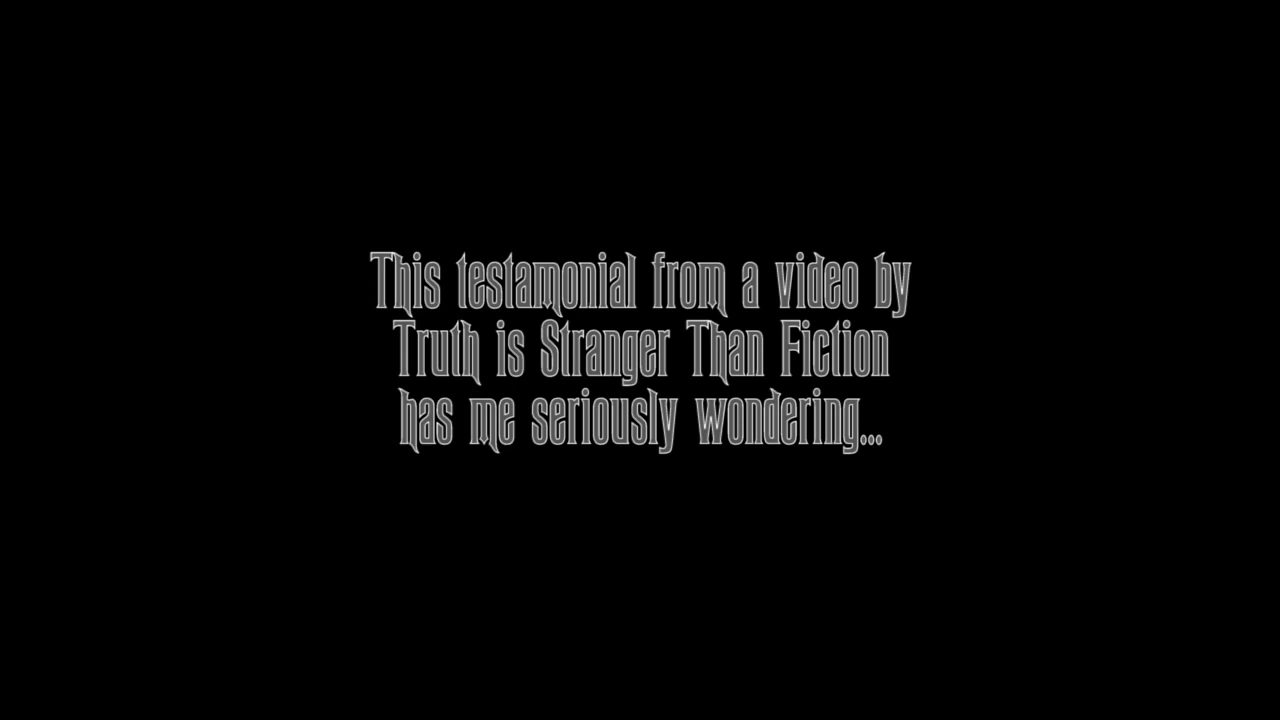 This testamonial from a video by
Truth is Stranger Than Fiction
has me seriously wondering...